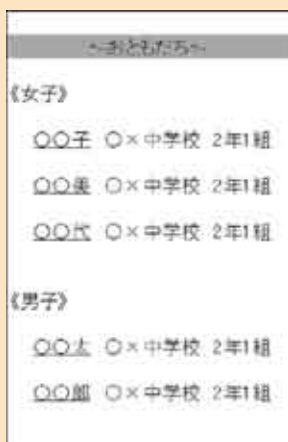 ～おともだち～
《女子》
○○子 ○×中学校 2年1組
○○美 ○×中学校 2年1組
○○代 ○×中学校 2年1組
《男子》
○○太 ○×中学校 2年1組
○○郎 ○×中学校 2年1組